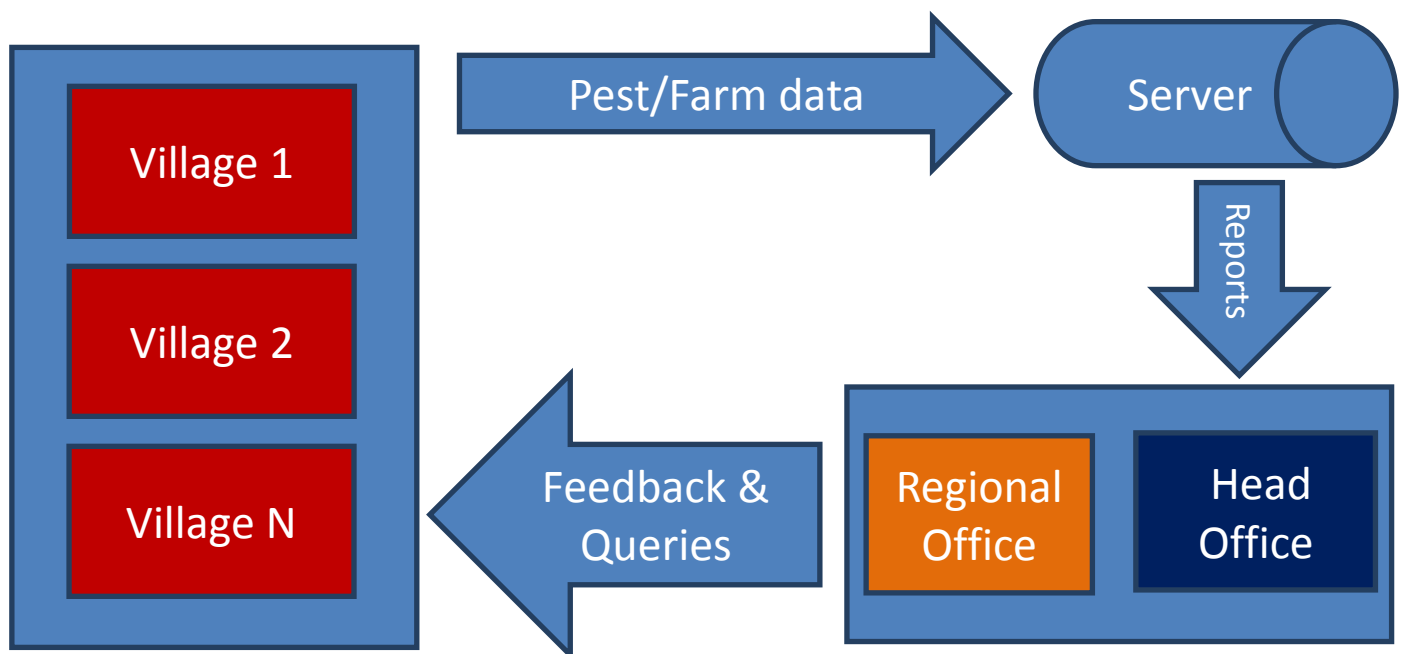 Village 1
Village 2
Village N
Pest/Farm data
Server
Reports
Regional
Office
Head
Office
Feedback &
Queries